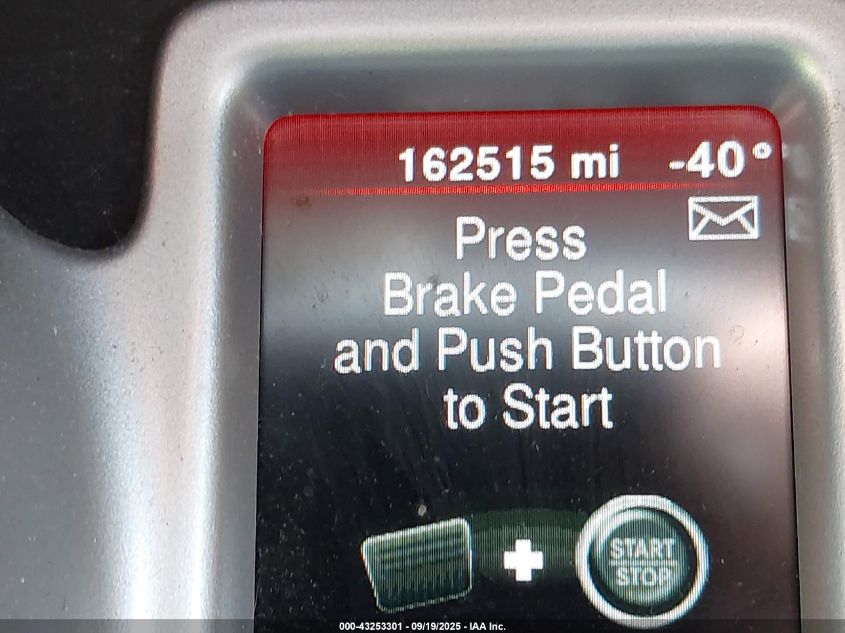 162515 mi -40°
Press
Brake Pedal
and Push Button
to Start
START
STOP
000-43253301 - 09/19/2025 - IAA Inc.